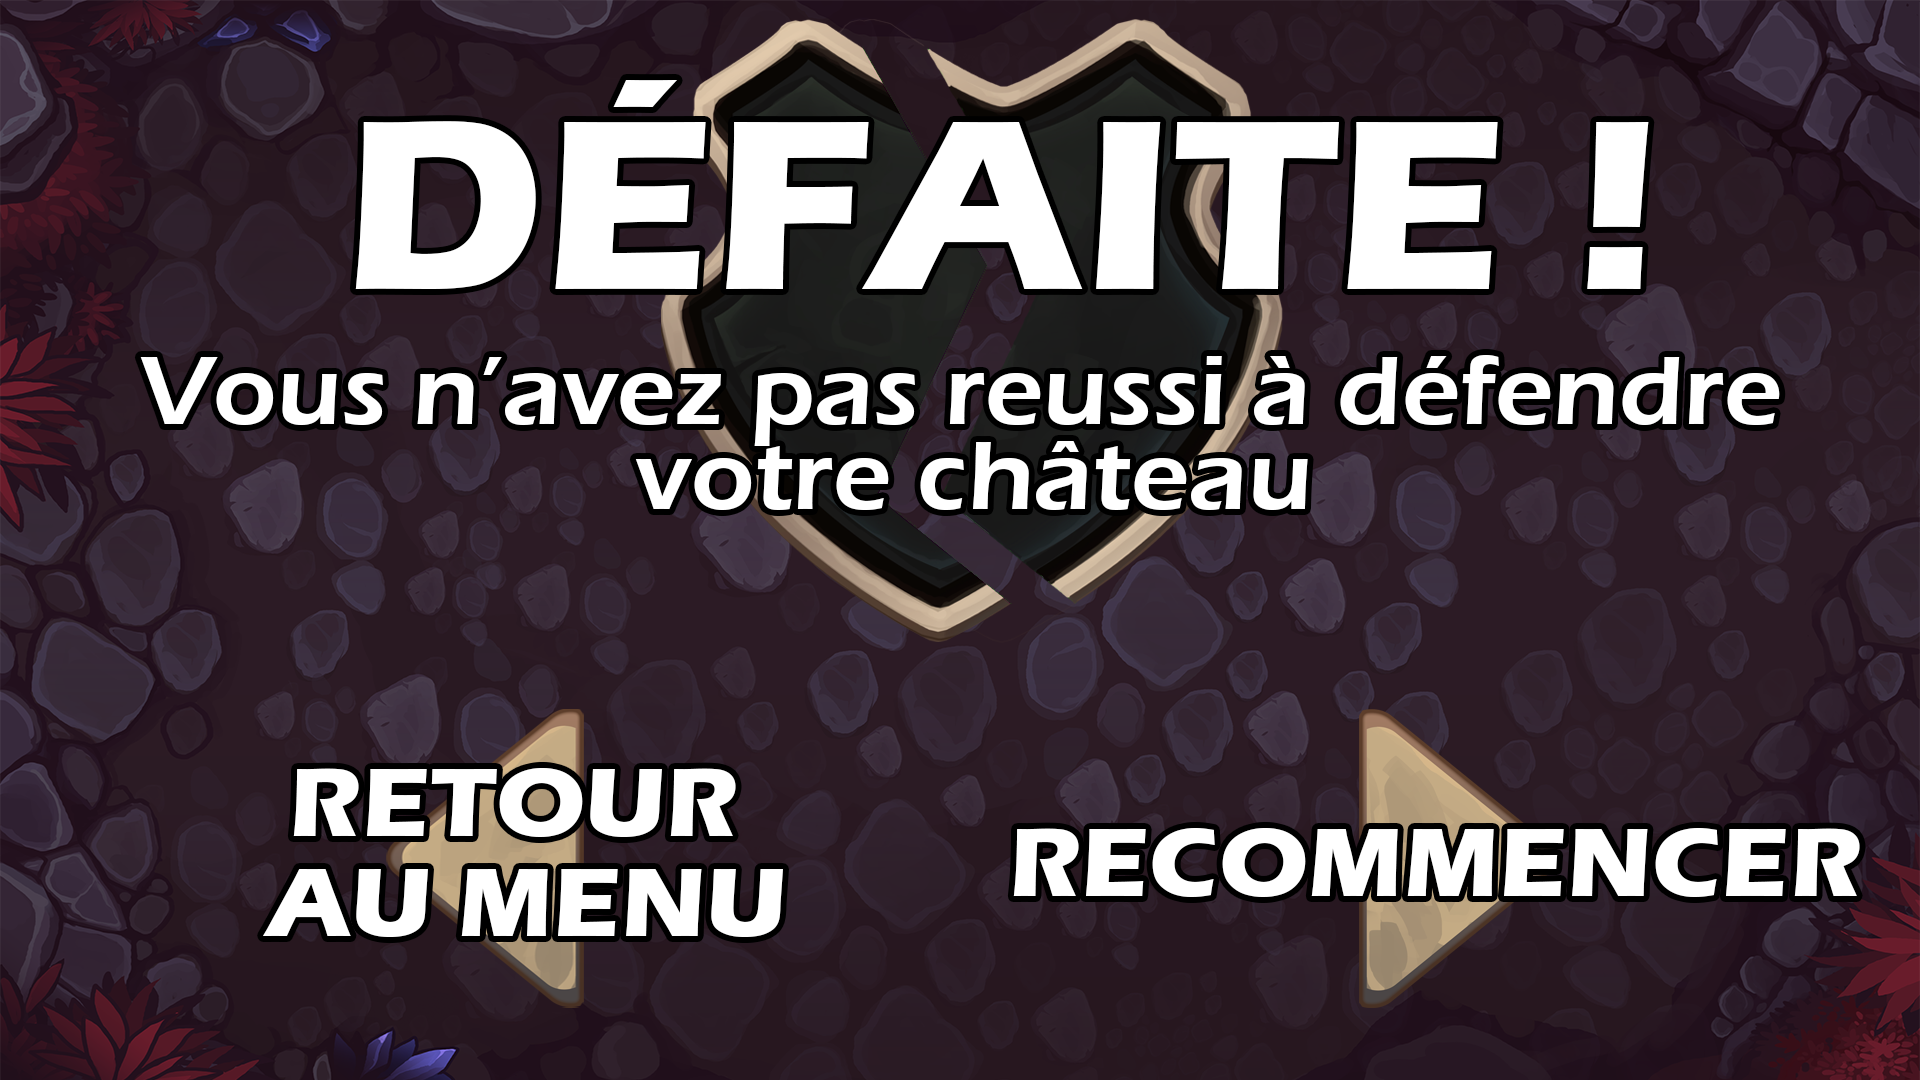 DÉFAITE !
Vous n’avez pas reussi à défendre
votre château
RETOUR
AU MENU
RECOMMENCER